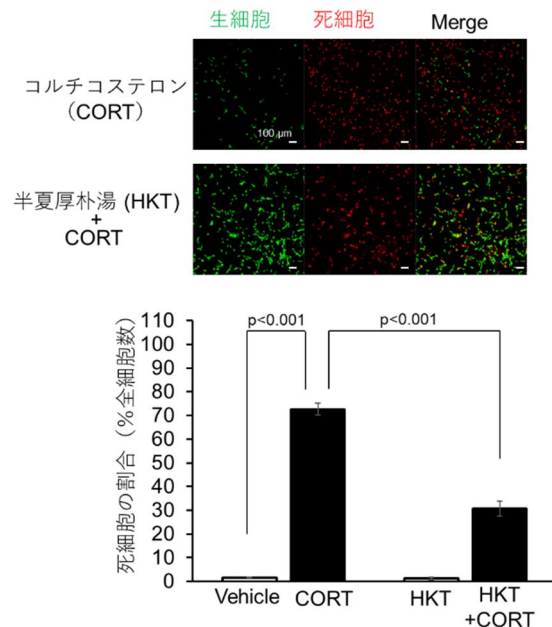 生細胞 死細胞 Merge
コルチコステロン
（CORT）
100 μm
半夏厚朴湯 (HKT)
+
CORT
死細胞の割合（%全細胞数）
110
100
90
80
70
60
50
40
30
20
10
0
p<0.001 p<0.001
Vehicle CORT HKT HKT
+CORT